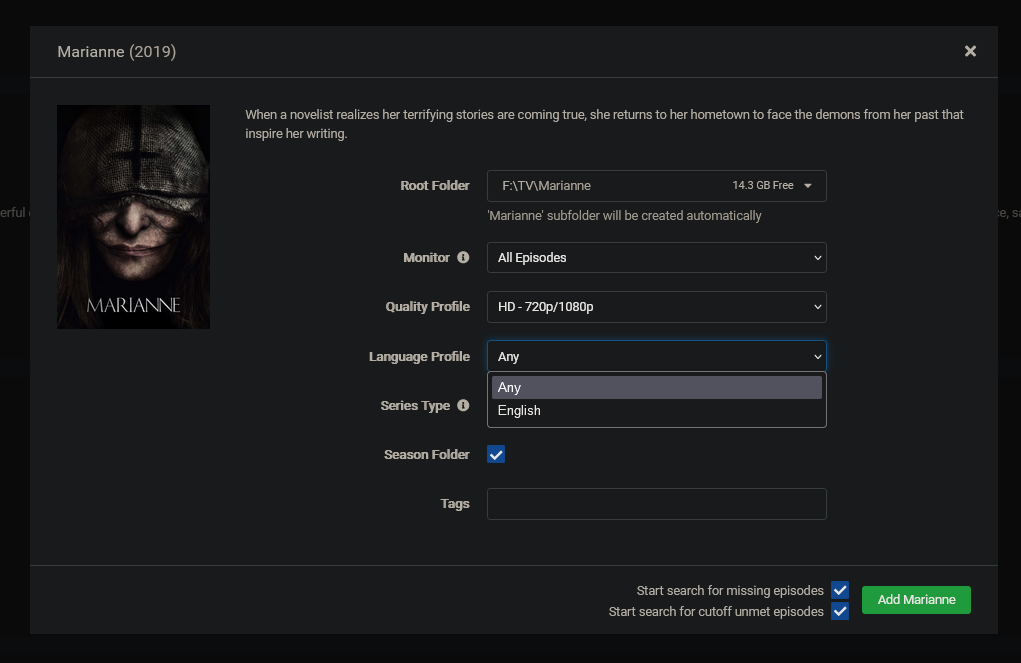 Marianne (2019)
When a novelist realizes her terrifying stories are coming true, she returns to her hometown to face the demons from her past that
inspire her writing.
MARIANNE
Root Folder
F:\TV\Marianne
14.3 GB Free
'Marianne' subfolder will be created automatically
Monitor
All Episodes
Quality Profile
HD - 720p/1080p
Language Profile
Any
Any
English
Series Type
Season Folder
Tags
Start search for missing episodes
Start search for cutoff unmet episodes
Add Marianne